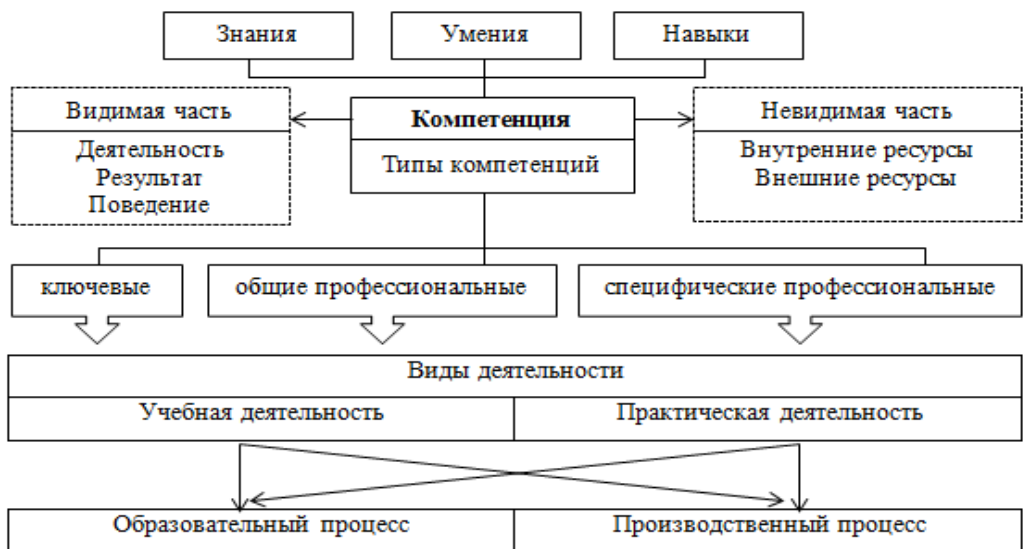 Знания
Умения
Навыки
Видимая часть
Деятельность
Результат
Поведение
Компетенция
Типы компетенций
Невидимая часть
Внутренние ресурсы
Внешние ресурсы
ключевые
общие профессиональные
специфические профессиональные
Виды деятельности
Учебная деятельность
Практическая деятельность
Образовательный процесс
Производственный процесс